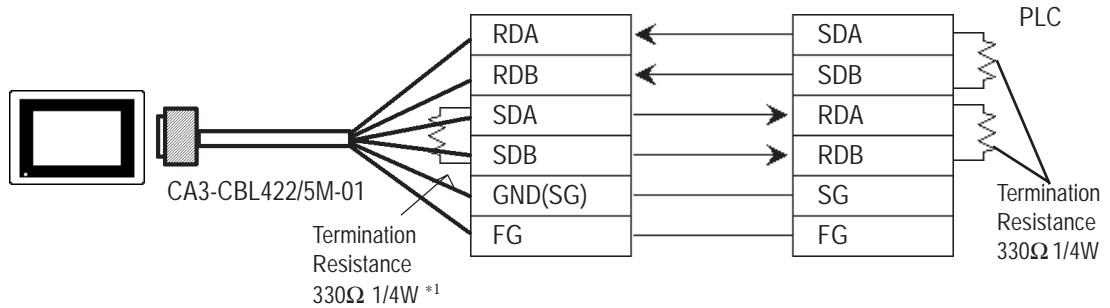 PLC
RDA
SDA
RDB
SDB
SDA
RDA
SDB
RDB
GND(SG)
SG
FG
FG
CA3-CBL422/5M-01
Termination
Resistance
330Ω 1/4W *1
Termination
Resistance
330Ω 1/4W